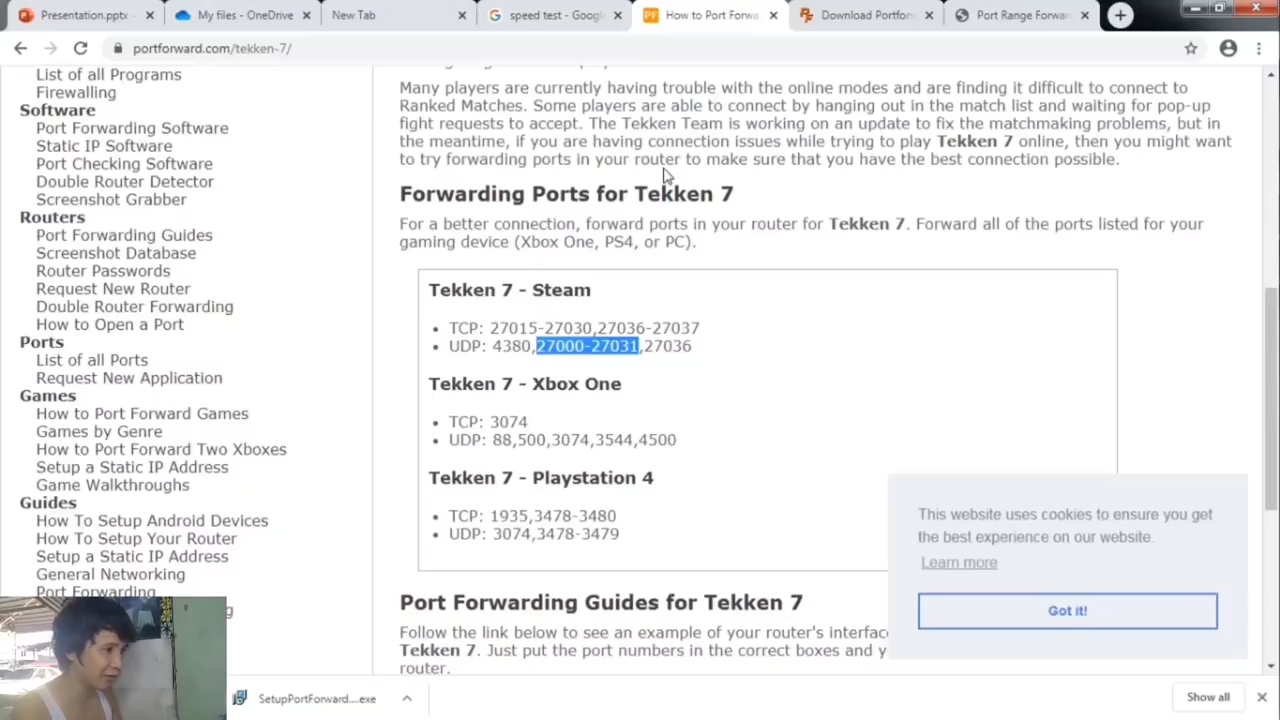 Presentation.pptx
My files - OneDrive
New Tab
speed test - Googl
How to Port Forwa
Download Portfor
Port Range Forwar
portforward.com/tekken-7/
List of all Programs
Firewalling
Software
Port Forwarding Software
Static IP Software
Port Checking Software
Double Router Detector
Screenshot Grabber
Routers
Port Forwarding Guides
Screenshot Database
Router Passwords
Request New Router
Double Router Forwarding
How to Open a Port
Ports
List of all Ports
Request New Application
Games
How to Port Forward Games
Games by Genre
How to Port Forward Two Xboxes
Setup a Static IP Address
Game Walkthroughs
Guides
How To Setup Android Devices
How To Setup Your Router
Setup a Static IP Address
General Networking
Port Forwarding
Many players are currently having trouble with the online modes and are finding it difficult to connect to
Ranked Matches. Some players are able to connect by hanging out in the match list and waiting for pop-up
fight requests to accept. The Tekken Team is working on an update to fix the matchmaking problems, but in
the meantime, if you are having connection issues while trying to play Tekken 7 online, then you might want
to try forwarding ports in your router to make sure that you have the best connection possible.
Forwarding Ports for Tekken 7
For a better connection, forward ports in your router for Tekken 7. Forward all of the ports listed for your
gaming device (Xbox One, PS4, or PC).
Tekken 7 - Steam
• TCP: 27015-27030,27036-27037
• UDP: 4380,27000-27031,27036
Tekken 7 - Xbox One
• TCP: 3074
• UDP: 88,500,3074,3544,4500
Tekken 7 - Playstation 4
• TCP: 1935,3478-3480
• UDP: 3074,3478-3479
Port Forwarding Guides for Tekken 7
Follow the link below to see an example of your router's interface
Tekken 7. Just put the port numbers in the correct boxes and y
router.
This website uses cookies to ensure you get
the best experience on our website.
Learn more
Got it!
SetupPortForward....exe
Show all